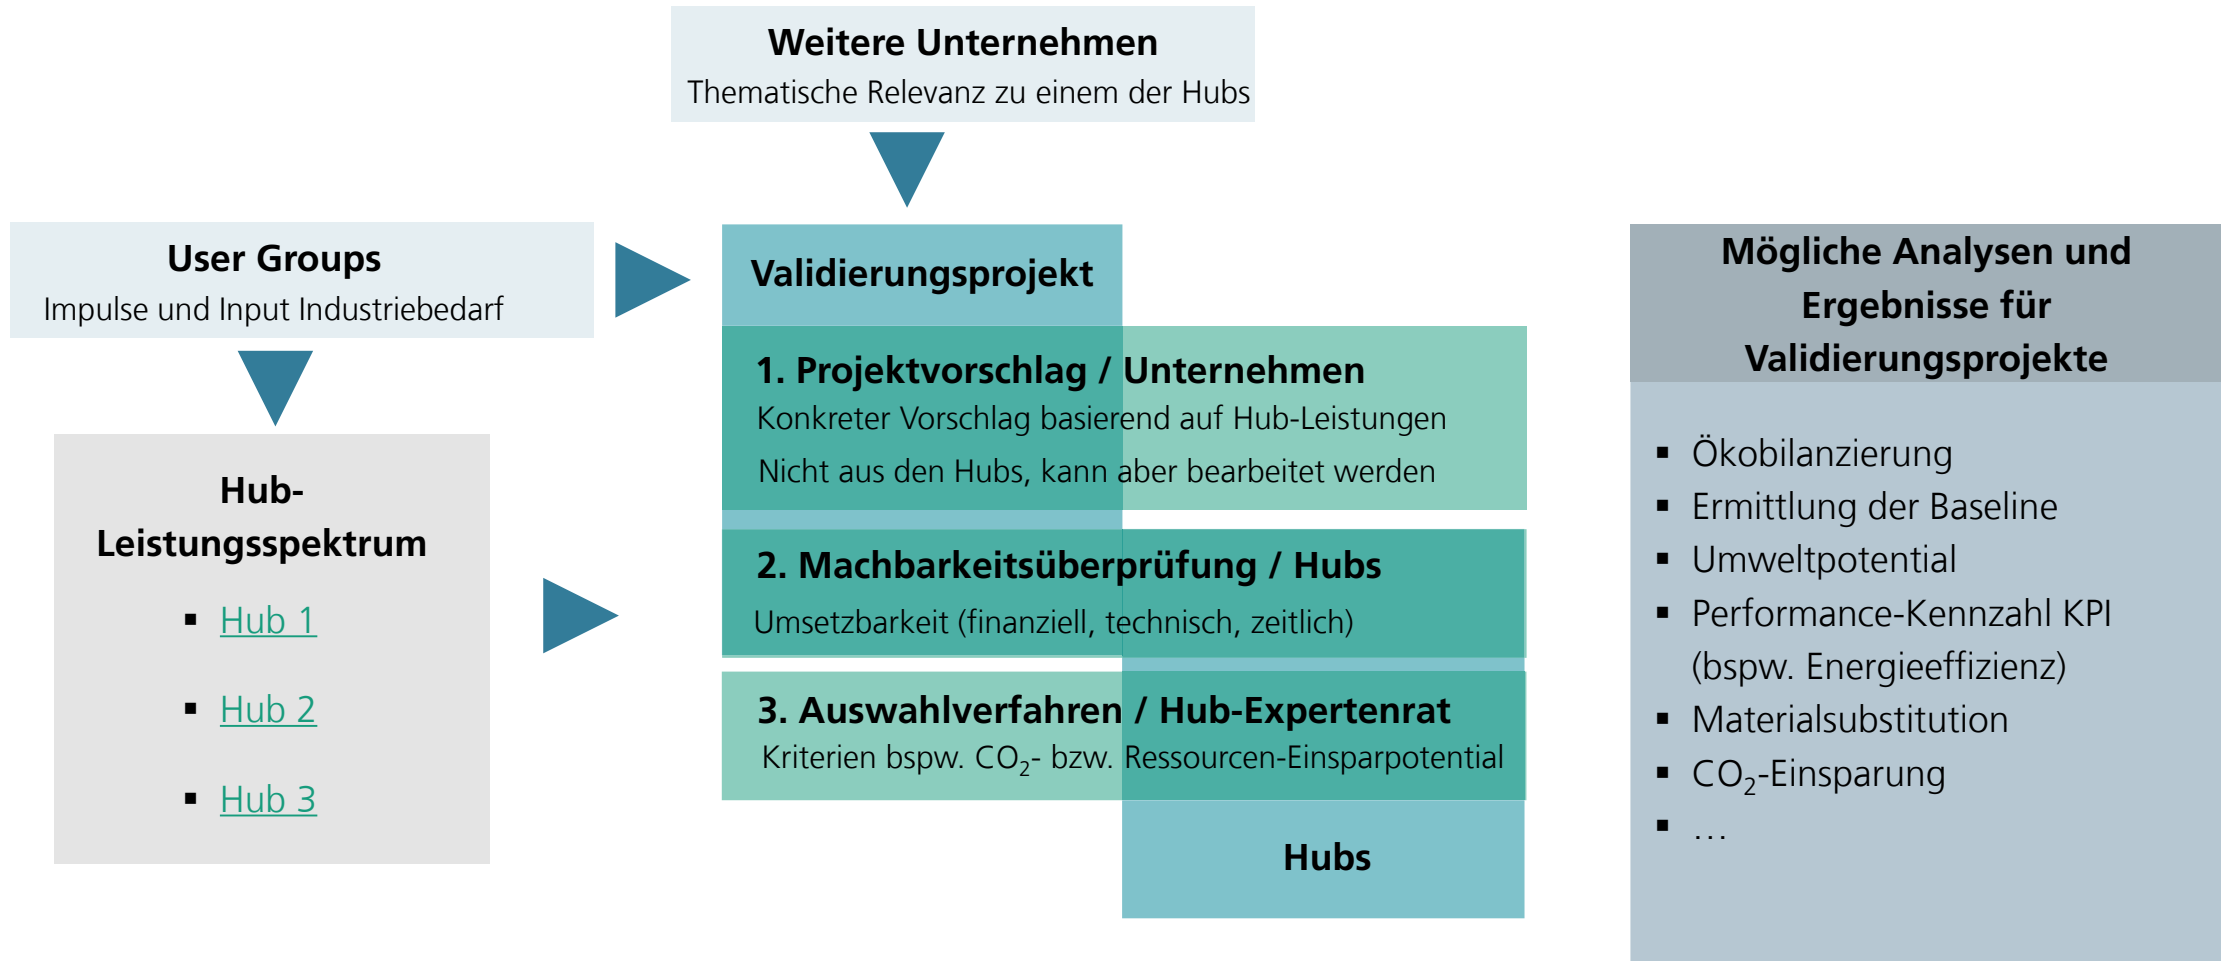 Weitere Unternehmen
Thematische Relevanz zu einem der Hubs
User Groups
Impulse und Input Industriebedarf
Hub-
Leistungsspektrum
▪ Hub 1
▪ Hub 2
▪ Hub 3
Validierungsprojekt
1. Projektvorschlag / Unternehmen
Konkreter Vorschlag basierend auf Hub-Leistungen
Nicht aus den Hubs, kann aber bearbeitet werden
2. Machbarkeitsüberprüfung / Hubs
Umsetzbarkeit (finanziell, technisch, zeitlich)
3. Auswahlverfahren / Hub-Expertenrat
Kriterien bspw. CO₂- bzw. Ressourcen-Einsparpotential
Hubs
Mögliche Analysen und
Ergebnisse für
Validierungsprojekte
▪ Ökobilanzierung
▪ Ermittlung der Baseline
▪ Umweltpotential
▪ Performance-Kennzahl KPI
(bspw. Energieeffizienz)
▪ Materialsubstitution
▪ CO₂-Einsparung
▪ …